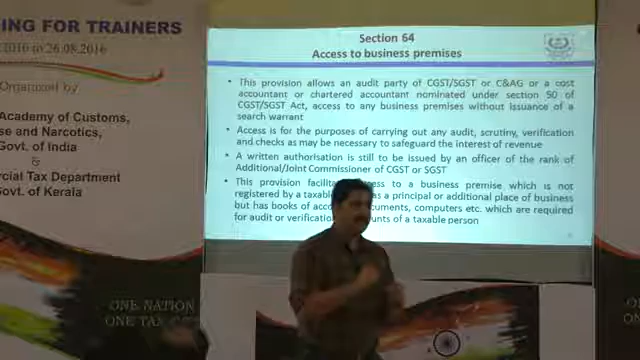 ING FOR TRAINERS
2016 to 26.08.2016
Organized by
Academy of Customs,
se and Narcotics,
Govt. of India
&
rcial Tax Department
Govt. of Kerala
ONE NATION
ONE TAX
Section 64
Access to business premises
• This provision allows an audit party of CGST/SGST or C&AG or a cost
accountant or chartered accountant nominated under section 50 of
CGST/SGST Act, access to any business premises without issuance of a
search warrant
• Access is for the purposes of carrying out any audit, scrutiny, verification
and checks as may be necessary to safeguard the interest of revenue
• A written authorisation is still to be issued by an officer of the rank of
Additional/Joint Commissioner of CGST or SGST
• This provision facilit to a business premise which is not
registered by a taxable as a principal or additional place of business
but has books of acco cuments, computers etc. which are required
for audit or verificatio unts of a taxable person
ONE
ONE TA